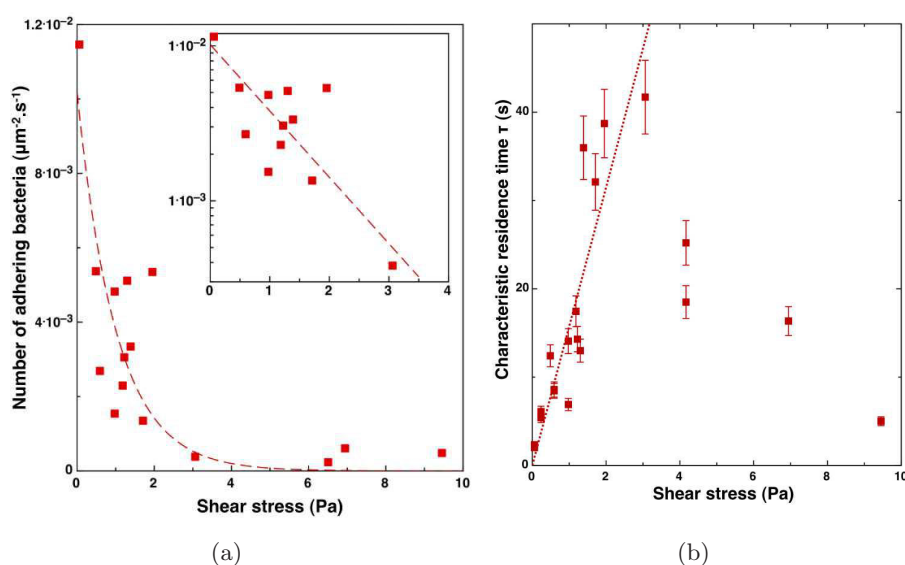 1.2·10⁻²
8·10⁻³
4·10⁻³
0
0 2 4 6 8 10
Number of adhering bacteria (µm⁻².s⁻¹)
Shear stress (Pa)
1·10⁻²
1·10⁻³
0 1 2 3 4
(a)
40
20
0
0 2 4 6 8 10
Characteristic residence time τ (s)
Shear stress (Pa)
(b)